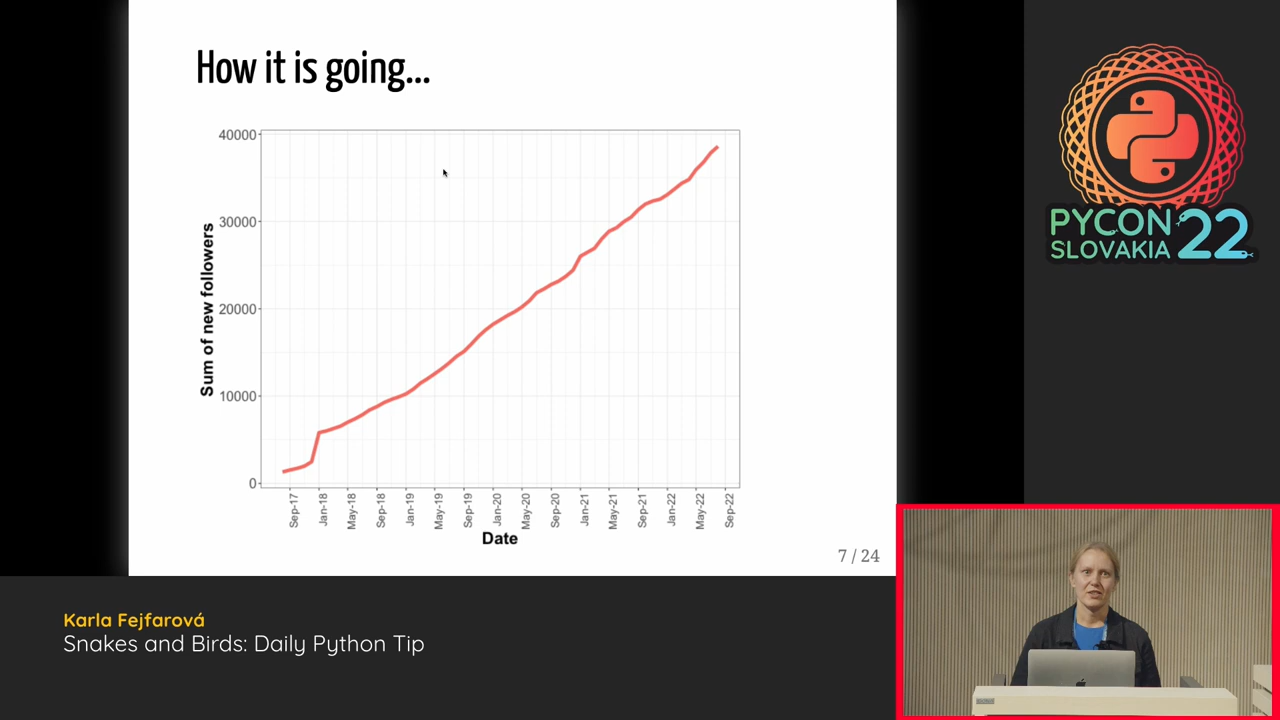 How it is going...
40000
30000
20000
10000
0
Sum of new followers
Sep-17
Jan-18
May-18
Sep-18
Jan-19
May-19
Sep-19
Jan-20
May-20
Sep-20
Jan-21
May-21
Sep-21
Jan-22
May-22
Sep-22
Date
7 / 24
PYCON 22
SLOVAKIA
Karla Fejfarová
Snakes and Birds: Daily Python Tip